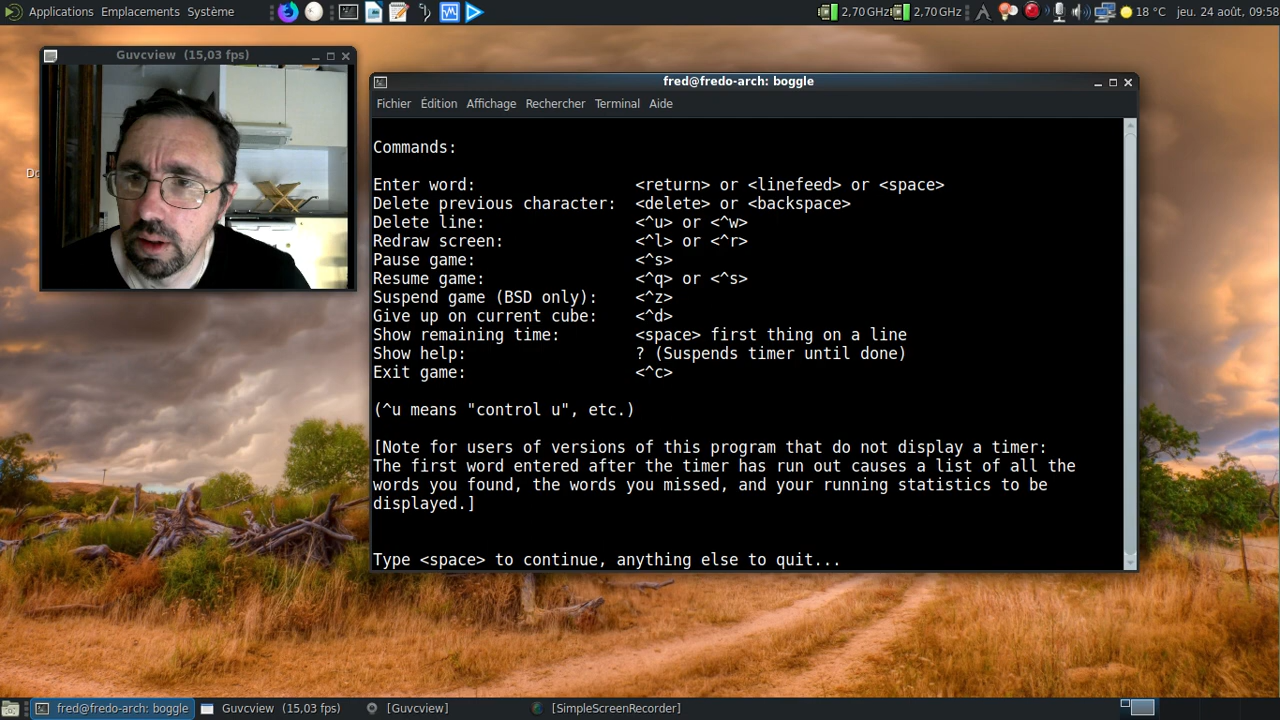 Applications Emplacements Système
2,70 GHz 2,70 GHz 18 °C jeu. 24 août, 09:58
Guvcview (15,03 fps)
fred@fredo-arch: boggle
Fichier Édition Affichage Rechercher Terminal Aide
Commands:
Enter word: <return> or <linefeed> or <space>
Delete previous character: <delete> or <backspace>
Delete line: <^u> or <^w>
Redraw screen: <^l> or <^r>
Pause game: <^s>
Resume game: <^q> or <^s>
Suspend game (BSD only): <^z>
Give up on current cube: <^d>
Show remaining time: <space> first thing on a line
Show help: ? (Suspends timer until done)
Exit game: <^c>
(^u means "control u", etc.)
[Note for users of versions of this program that do not display a timer:
The first word entered after the timer has run out causes a list of all the
words you found, the words you missed, and your running statistics to be
displayed.]
Type <space> to continue, anything else to quit...
fred@fredo-arch: boggle Guvcview (15,03 fps) [Guvcview] [SimpleScreenRecorder]